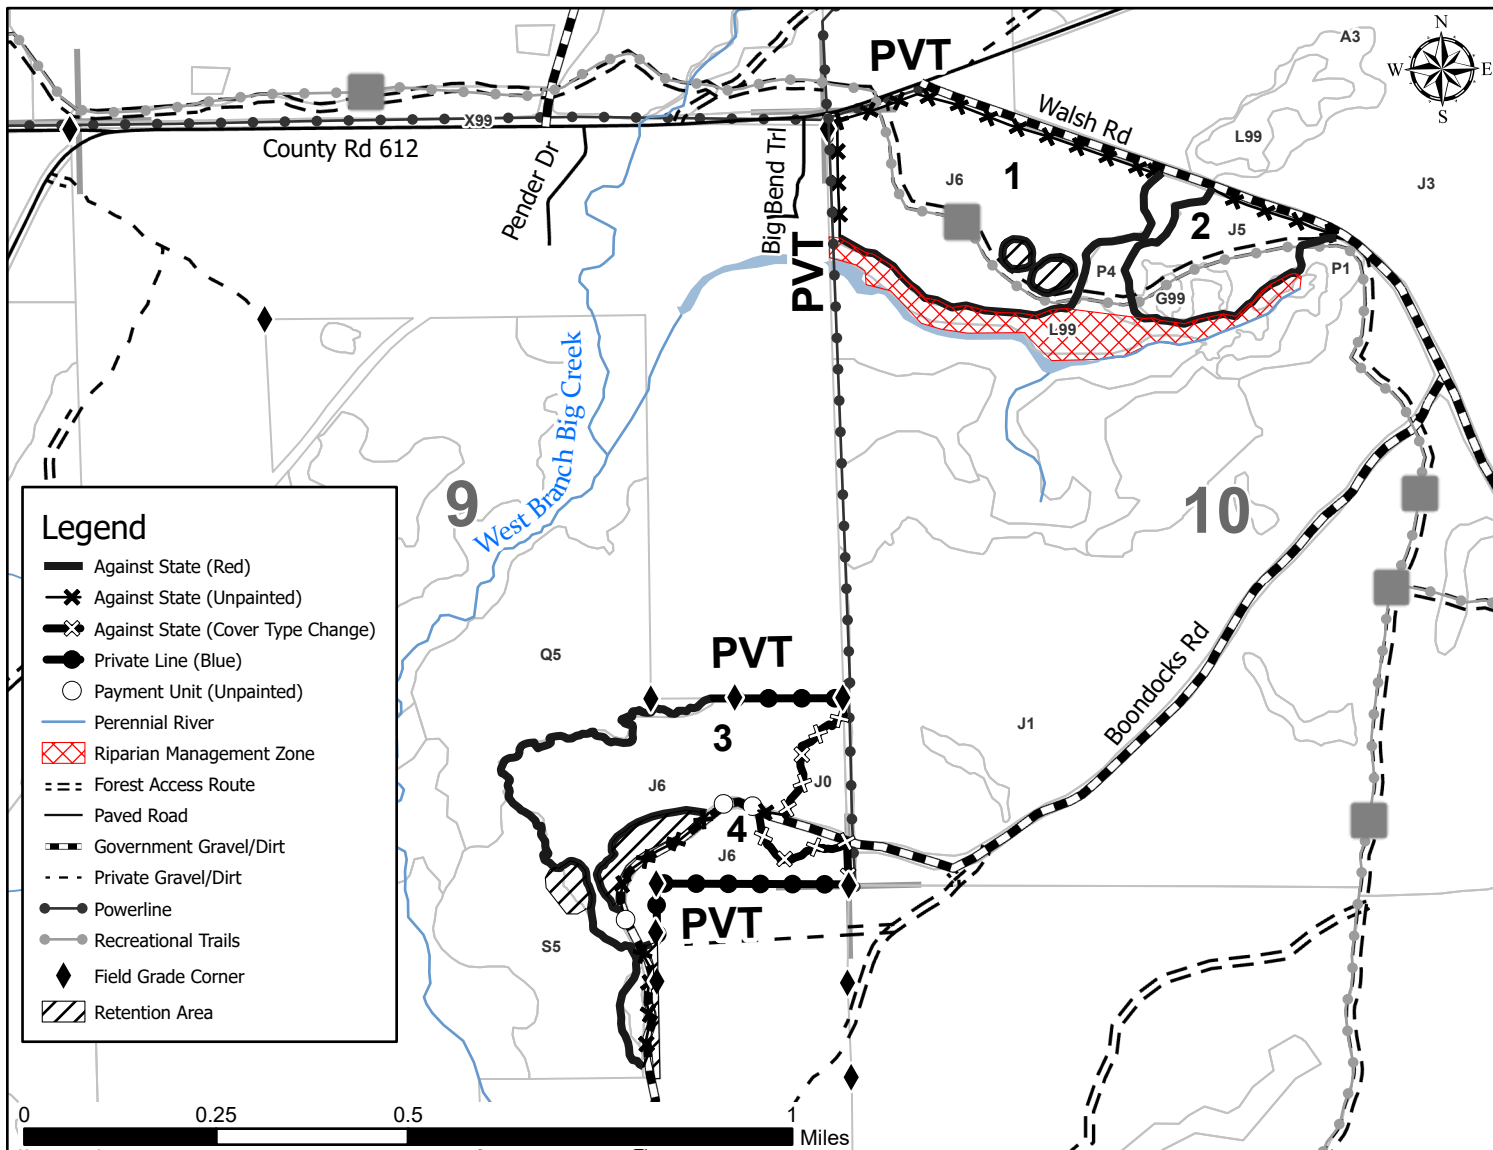 N
W E
S
A3
PVT
Walsh Rd
X99
County Rd 612
L99
Pender Dr
Big Bend Trl
J6
1
J3
2
J5
PVT
P4
P1
G99
L99
West Branch Big Creek
9
10
Legend
Against State (Red)
Against State (Unpainted)
Against State (Cover Type Change)
Private Line (Blue)
Payment Unit (Unpainted)
Perennial River
Riparian Management Zone
Forest Access Route
Paved Road
Government Gravel/Dirt
Private Gravel/Dirt
Powerline
Recreational Trails
Field Grade Corner
Retention Area
Q5
PVT
Boondocks Rd
3
J1
J6
J0
4
J6
PVT
S5
0 0.25 0.5 1
Miles